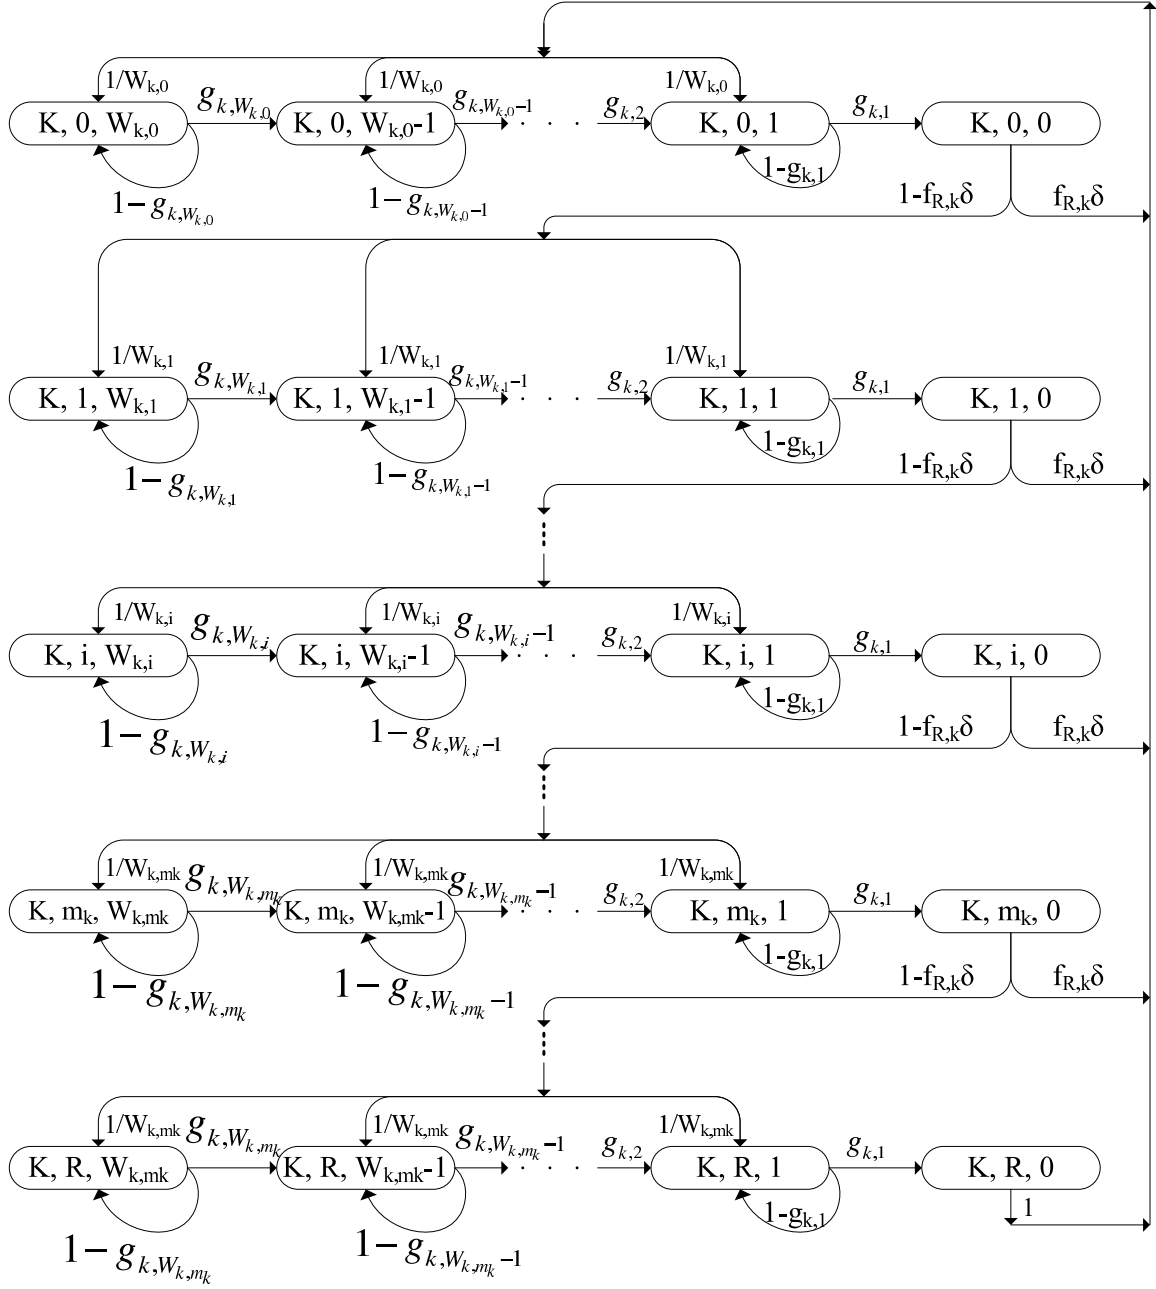 1/W_{k,0} g_{k,W_{k,0}} 1/W_{k,0} g_{k,W_{k,0}-1} 1/W_{k,0} g_{k,1}
K, 0, W_{k,0} K, 0, W_{k,0}-1 · · · g_{k,2} K, 0, 1 K, 0, 0
1-g_{k,W_{k,0}} 1-g_{k,W_{k,0}-1} 1-g_{k,1}
1-f_{R,k}δ f_{R,k}δ
1/W_{k,1} g_{k,W_{k,1}} 1/W_{k,1} g_{k,W_{k,1}-1} 1/W_{k,1} g_{k,1}
K, 1, W_{k,1} K, 1, W_{k,1}-1 · · · g_{k,2} K, 1, 1 K, 1, 0
1-g_{k,W_{k,1}} 1-g_{k,W_{k,1}-1} 1-g_{k,1}
1-f_{R,k}δ f_{R,k}δ
1/W_{k,i} g_{k,W_{k,i}} 1/W_{k,i} g_{k,W_{k,i}-1} 1/W_{k,i} g_{k,1}
K, i, W_{k,i} K, i, W_{k,i}-1 · · · g_{k,2} K, i, 1 K, i, 0
1-g_{k,W_{k,i}} 1-g_{k,W_{k,i}-1} 1-g_{k,1}
1-f_{R,k}δ f_{R,k}δ
1/W_{k,mk} g_{k,W_{k,m_k}} 1/W_{k,mk} g_{k,W_{k,m_k}-1} 1/W_{k,mk} g_{k,1}
K, m_k, W_{k,mk} K, m_k, W_{k,mk}-1 · · · g_{k,2} K, m_k, 1 K, m_k, 0
1-g_{k,W_{k,m_k}} 1-g_{k,W_{k,m_k}-1} 1-g_{k,1}
1-f_{R,k}δ f_{R,k}δ
1/W_{k,mk} g_{k,W_{k,m_k}} 1/W_{k,mk} g_{k,W_{k,m_k}-1} 1/W_{k,mk} g_{k,1}
K, R, W_{k,mk} K, R, W_{k,mk}-1 · · · g_{k,2} K, R, 1 K, R, 0
1-g_{k,W_{k,m_k}} 1-g_{k,W_{k,m_k}-1} 1-g_{k,1} 1